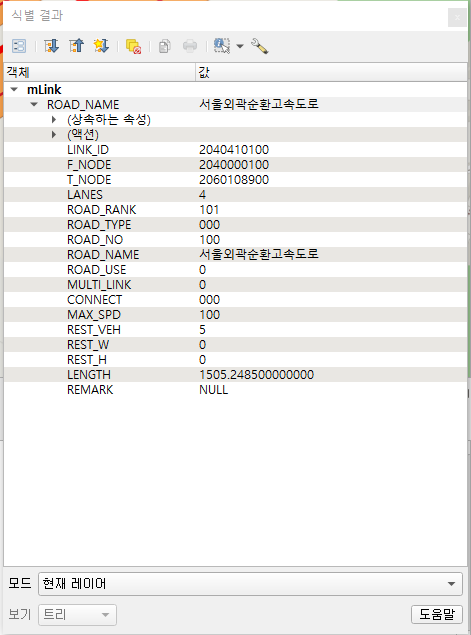 식별 결과
객체 값
mLink
ROAD_NAME 서울외곽순환고속도로
(상속하는 속성)
(액션)
LINK_ID 2040410100
F_NODE 2040000100
T_NODE 2060108900
LANES 4
ROAD_RANK 101
ROAD_TYPE 000
ROAD_NO 100
ROAD_NAME 서울외곽순환고속도로
ROAD_USE 0
MULTI_LINK 0
CONNECT 000
MAX_SPD 100
REST_VEH 5
REST_W 0
REST_H 0
LENGTH 1505.248500000000
REMARK NULL
모드 현재 레이어
보기 트리 도움말